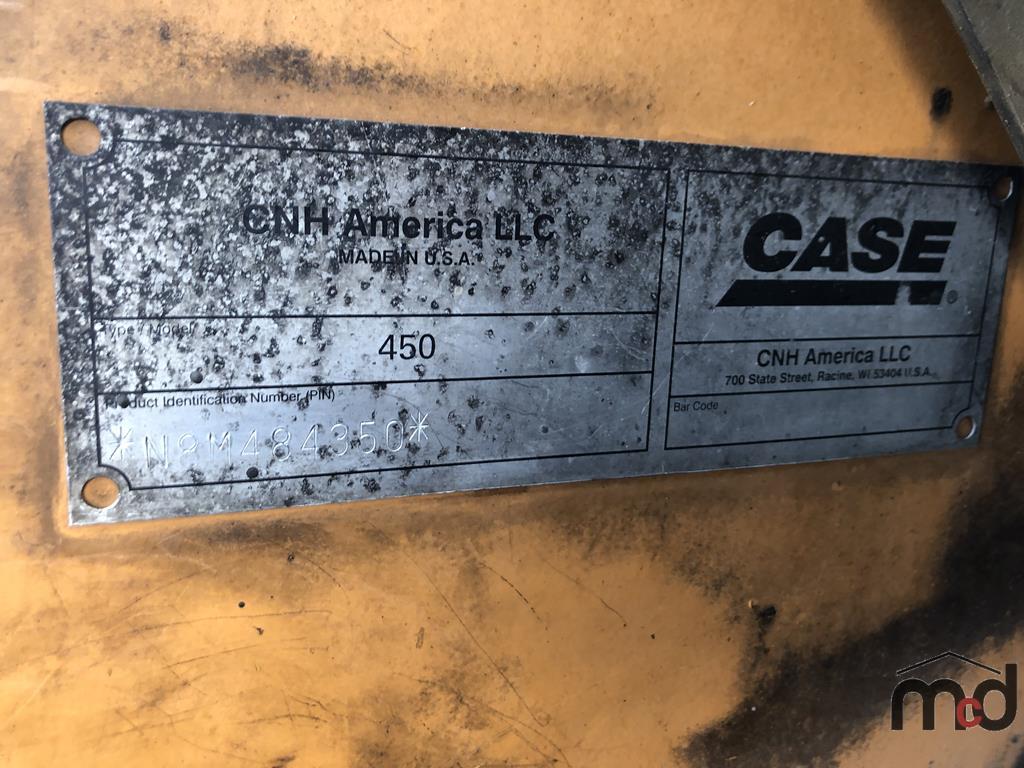 CNH America LLC
MADE IN U.S.A.
Type / Model
450
Product Identification Number (PIN)
*N8M484350*
CASE®
CNH America LLC
700 State Street, Racine, WI 53404 U.S.A.
Bar Code
mcd